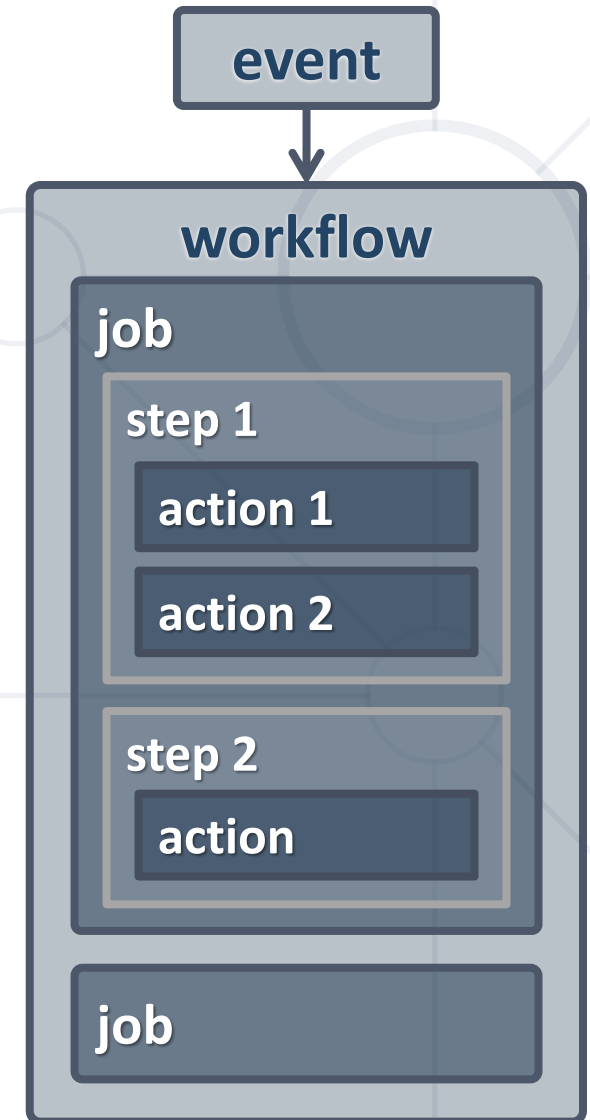 event
workflow
job
step 1
action 1
action 2
step 2
action
job